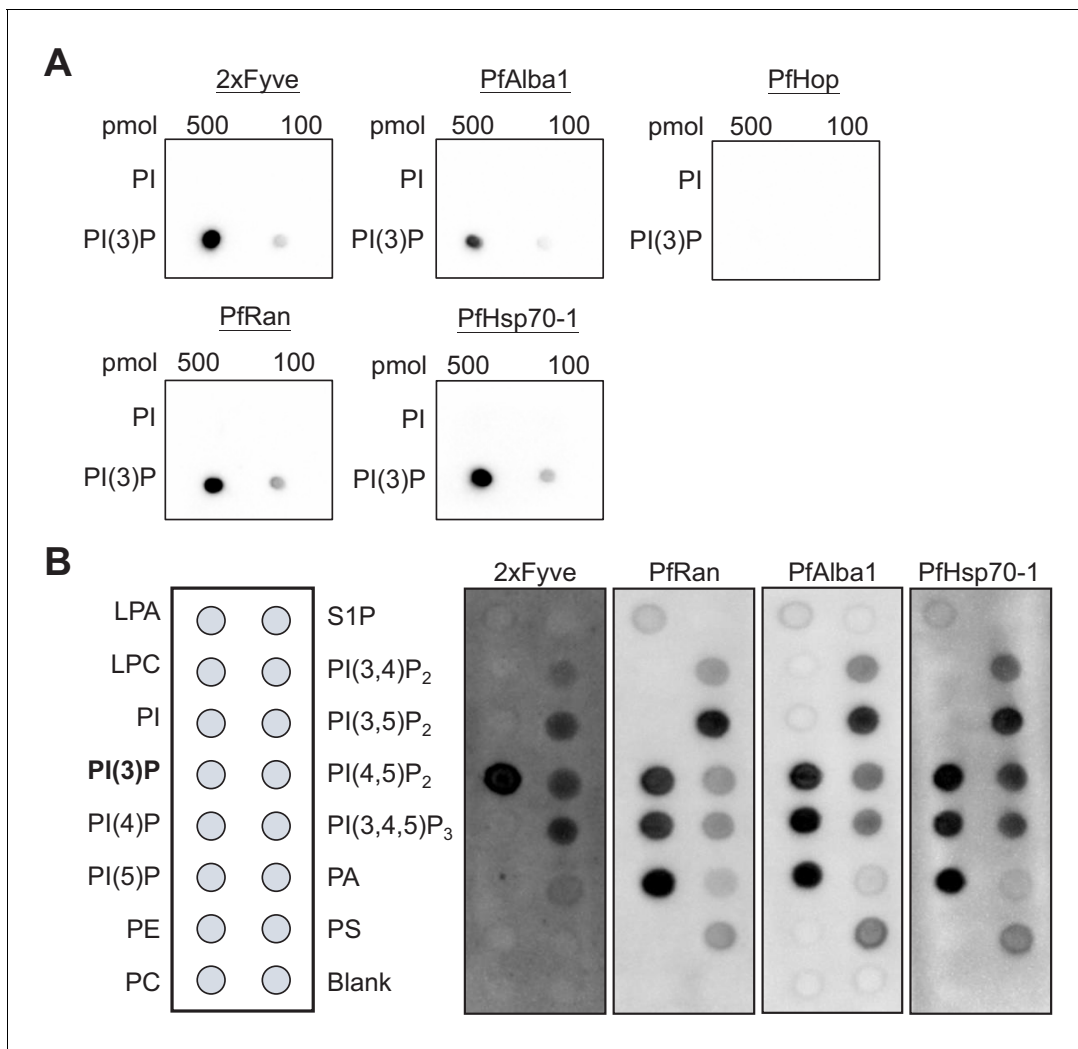 A
2xFyve PfAlba1 PfHop
pmol 500 100 pmol 500 100 pmol 500 100
PI PI PI
PI(3)P PI(3)P PI(3)P
PfRan PfHsp70-1
pmol 500 100 pmol 500 100
PI PI
PI(3)P PI(3)P
B
2xFyve PfRan PfAlba1 PfHsp70-1
LPA S1P
LPC PI(3,4)P2
PI PI(3,5)P2
PI(3)P PI(4,5)P2
PI(4)P PI(3,4,5)P3
PI(5)P PA
PE PS
PC Blank